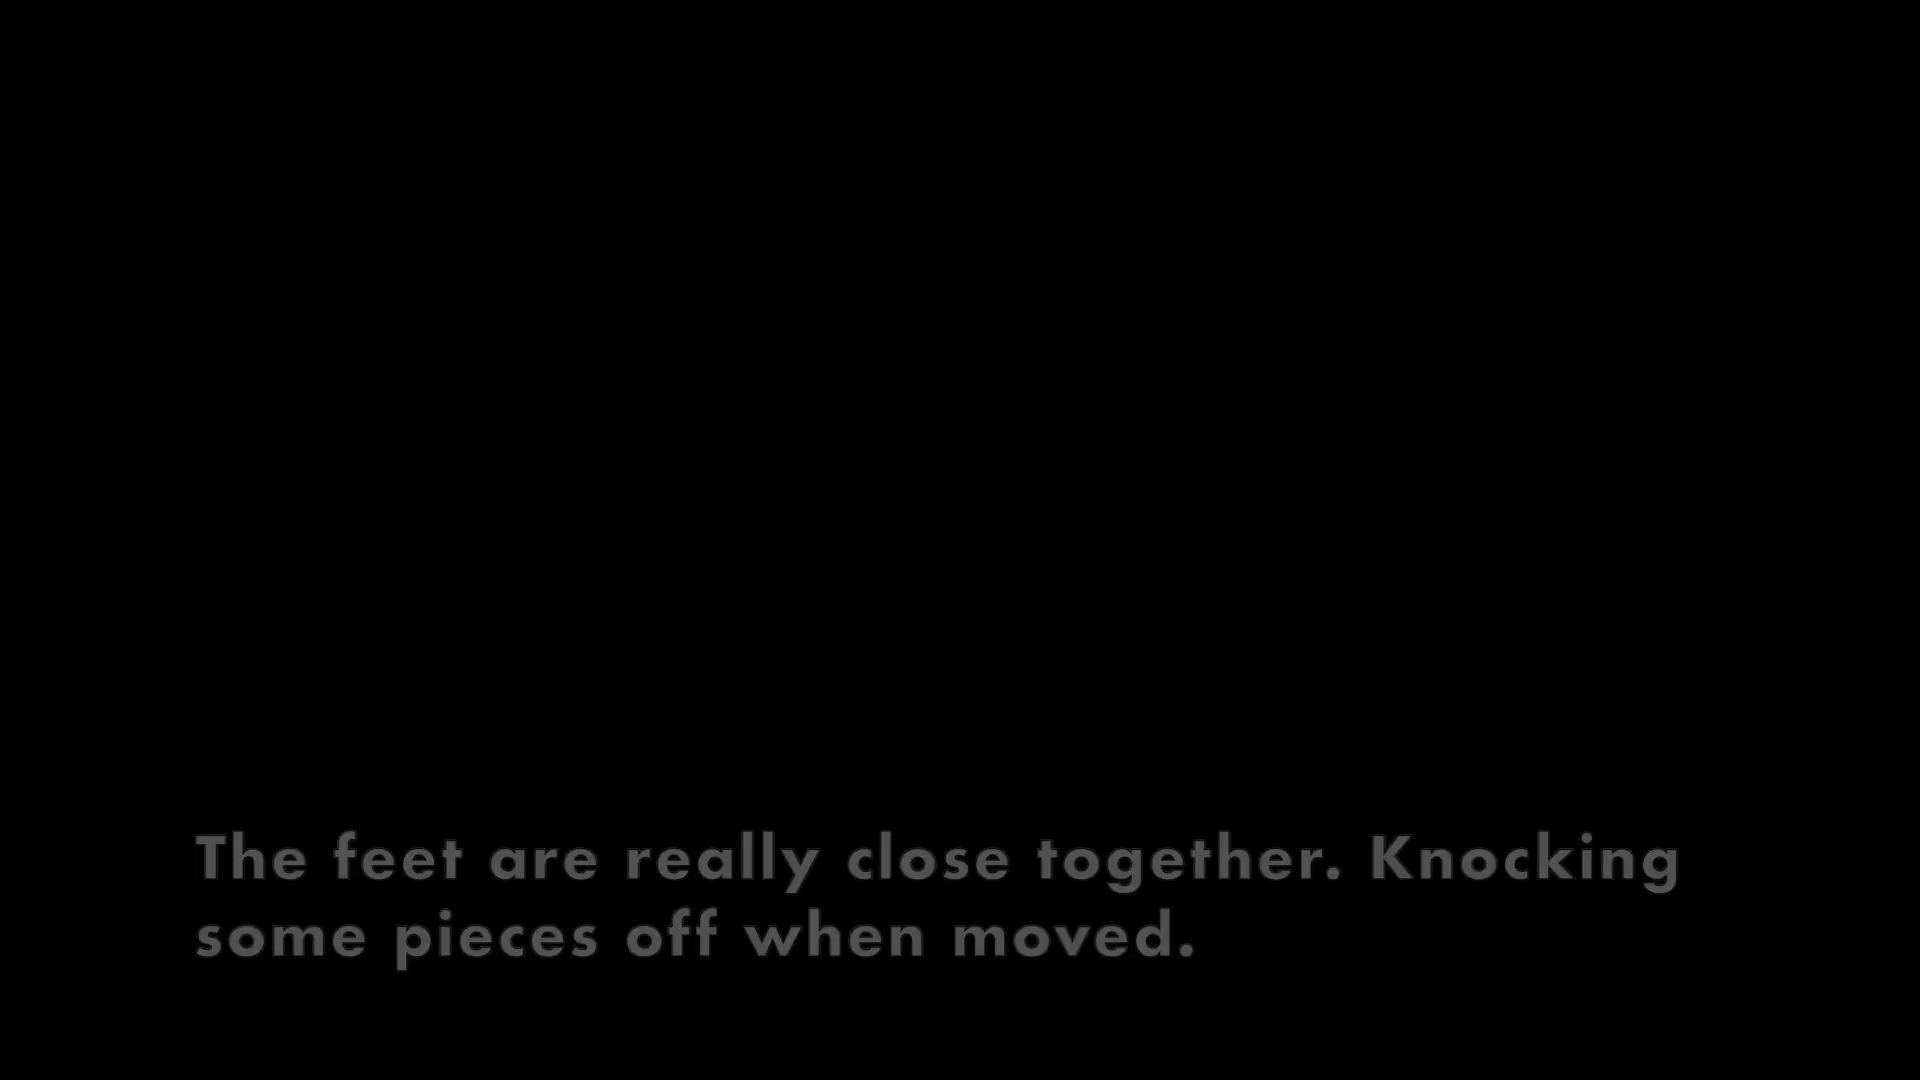 The feet are really close together. Knocking
some pieces off when moved.